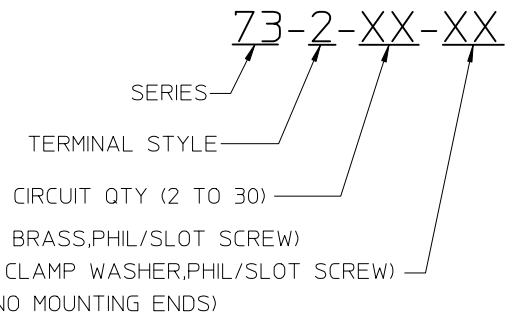 73-2-XX-XX
SERIES
TERMINAL STYLE
CIRCUIT QTY (2 TO 30)
BRASS,PHIL/SLOT SCREW)
CLAMP WASHER,PHIL/SLOT SCREW)
NO MOUNTING ENDS)